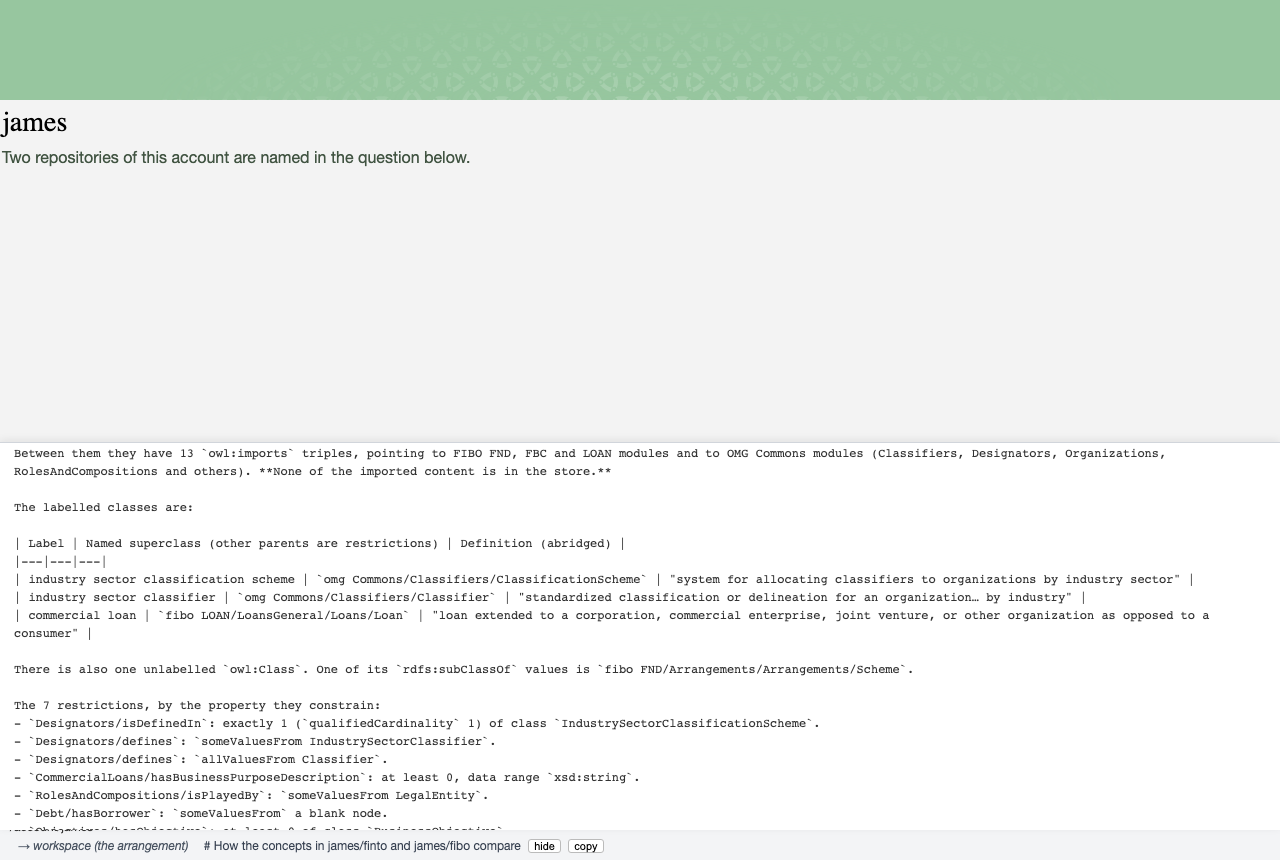 james
Two repositories of this account are named in the question below.
Between them they have 13 `owl:imports` triples, pointing to FIBO FND, FBC and LOAN modules and to OMG Commons modules (Classifiers, Designators, Organizations,
RolesAndCompositions and others). **None of the imported content is in the store.**
The labelled classes are:
| Label | Named superclass (other parents are restrictions) | Definition (abridged) |
|---|---|---|
| industry sector classification scheme | `omg Commons/Classifiers/ClassificationScheme` | "system for allocating classifiers to organizations by industry sector" |
| industry sector classifier | `omg Commons/Classifiers/Classifier` | "standardized classification or delineation for an organization… by industry" |
| commercial loan | `fibo LOAN/LoansGeneral/Loans/Loan` | "loan extended to a corporation, commercial enterprise, joint venture, or other organization as opposed to a
consumer" |
There is also one unlabelled `owl:Class`. One of its `rdfs:subClassOf` values is `fibo FND/Arrangements/Arrangements/Scheme`.
The 7 restrictions, by the property they constrain:
- `Designators/isDefinedIn`: exactly 1 (`qualifiedCardinality` 1) of class `IndustrySectorClassificationScheme`.
- `Designators/defines`: `someValuesFrom IndustrySectorClassifier`.
- `Designators/defines`: `allValuesFrom Classifier`.
- `CommercialLoans/hasBusinessPurposeDescription`: at least 0, data range `xsd:string`.
- `RolesAndCompositions/isPlayedBy`: `someValuesFrom LegalEntity`.
- `Debt/hasBorrower`: `someValuesFrom` a blank node.
→ workspace (the arrangement) # How the concepts in james/finto and james/fibo compare hide copy